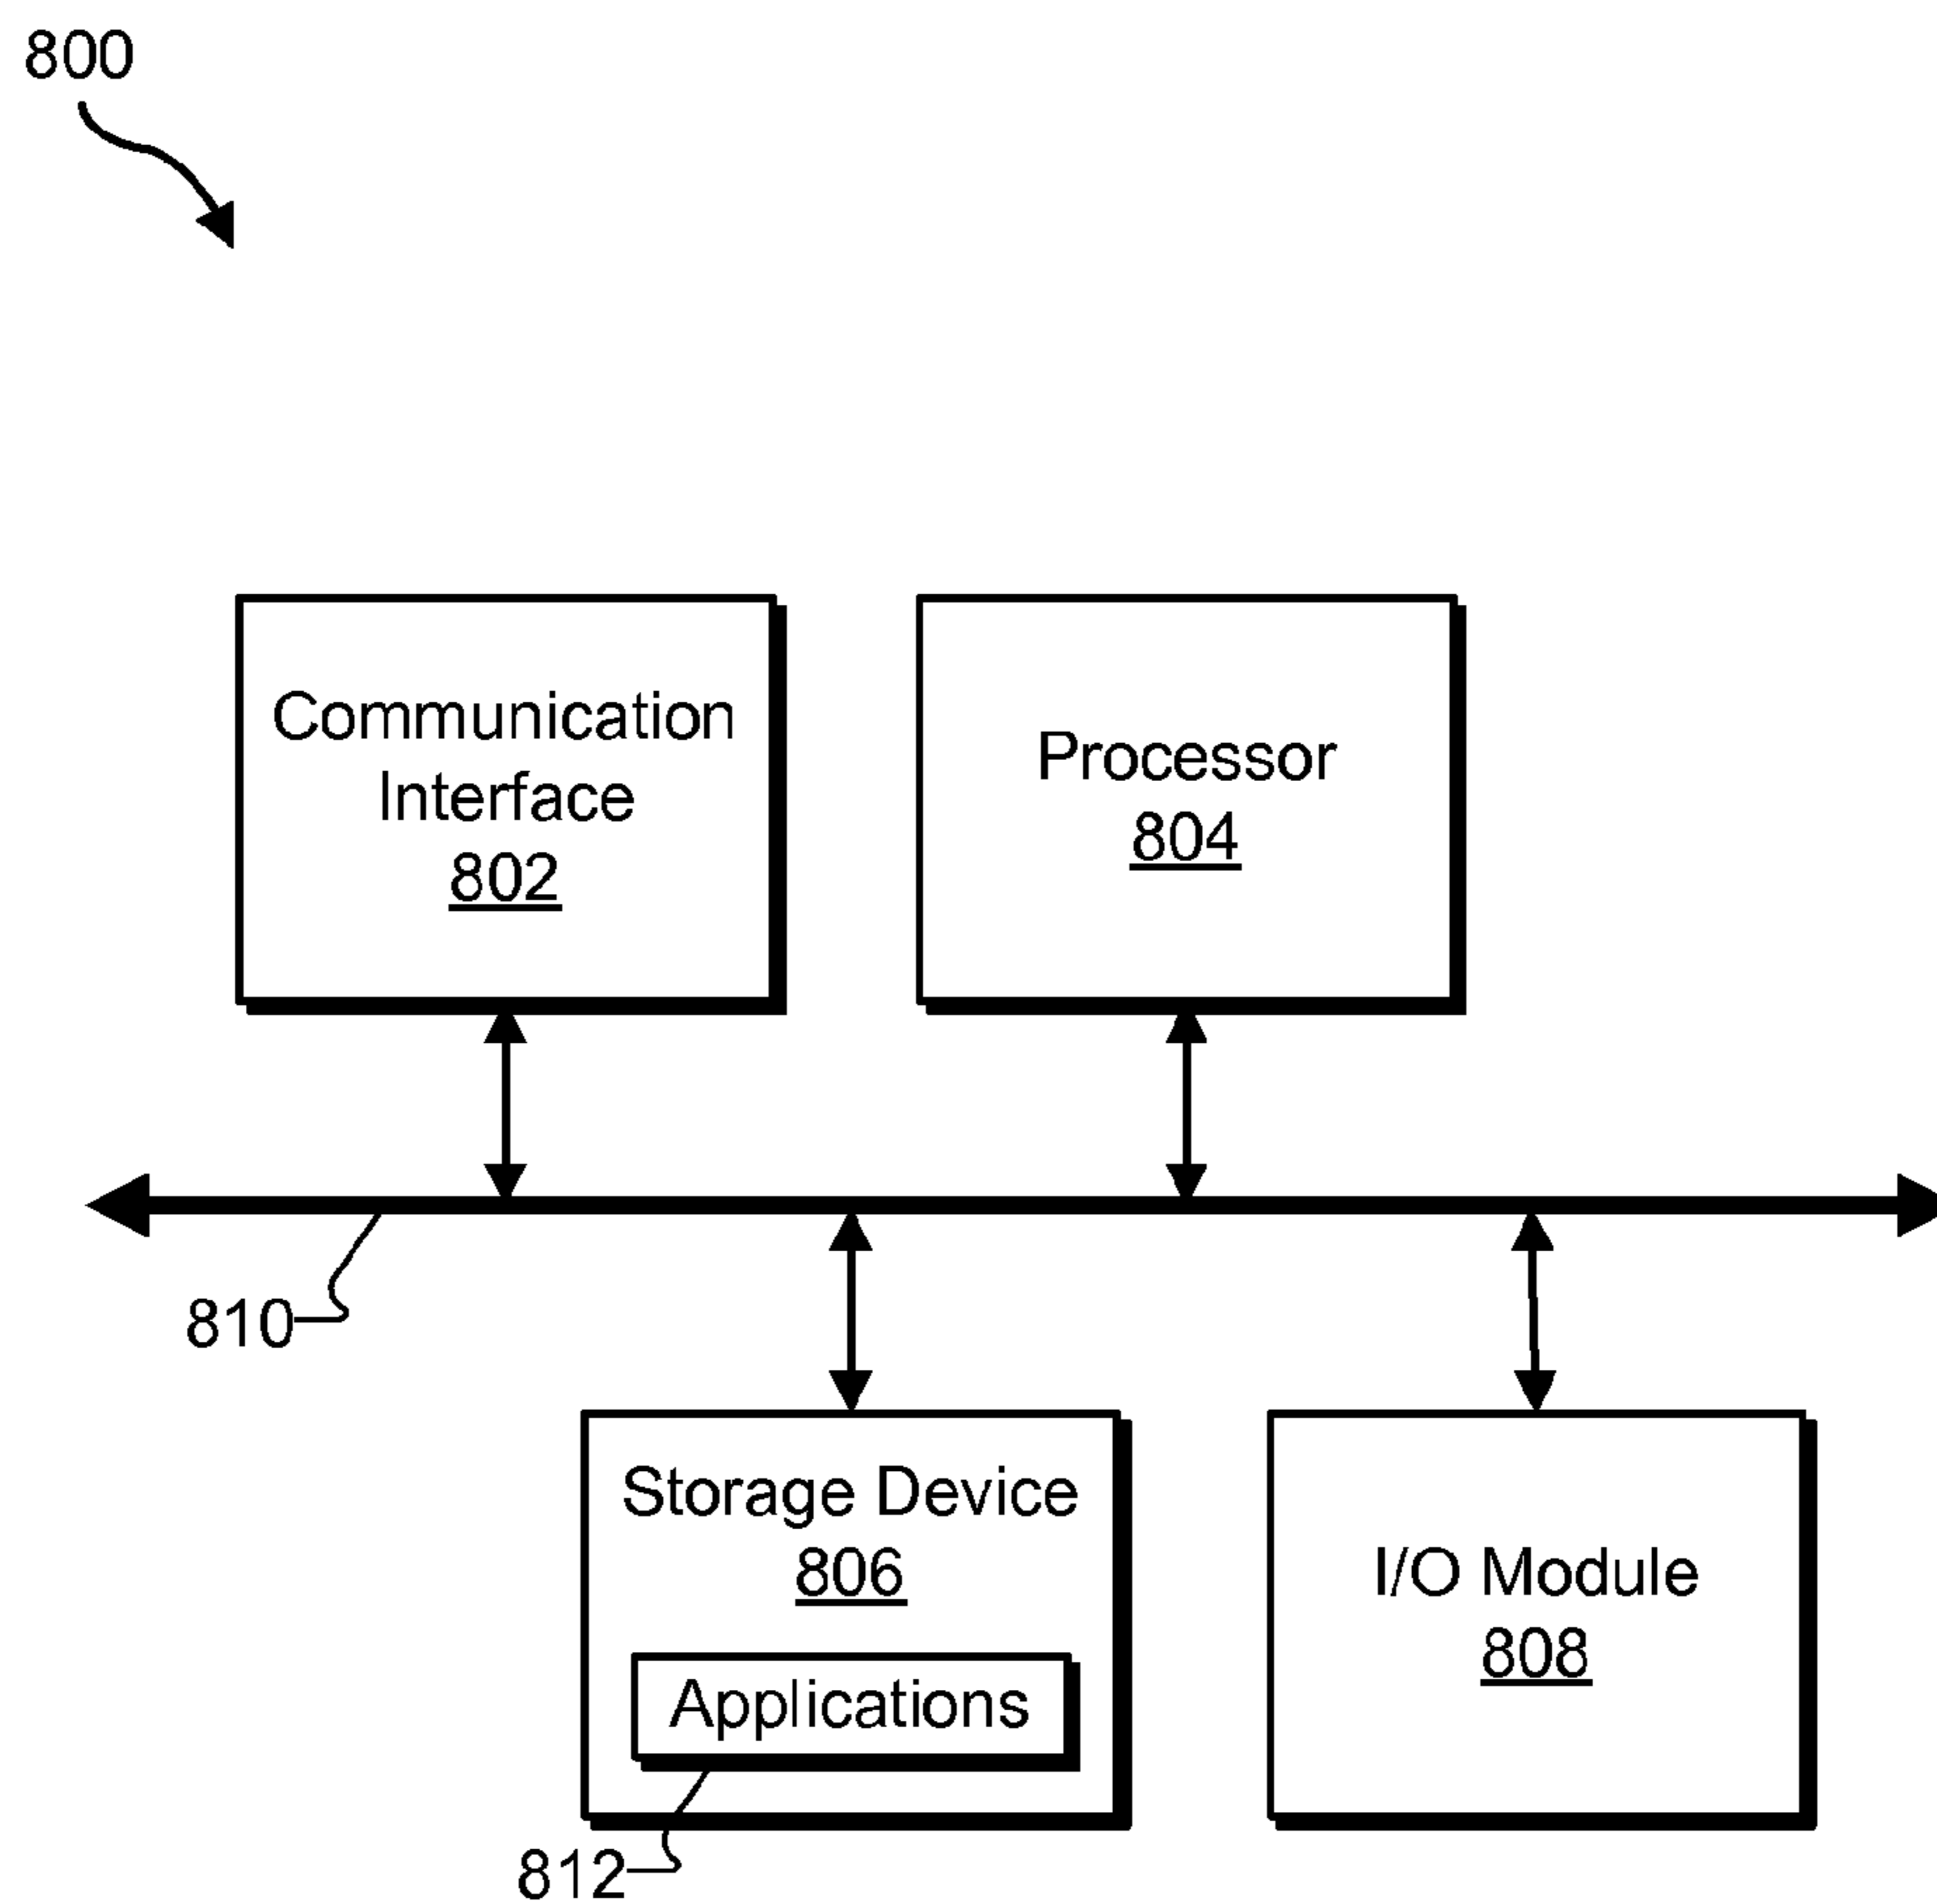 800
Communication
Interface
802
Processor
804
810
Storage Device
806
Applications
812
I/O Module
808